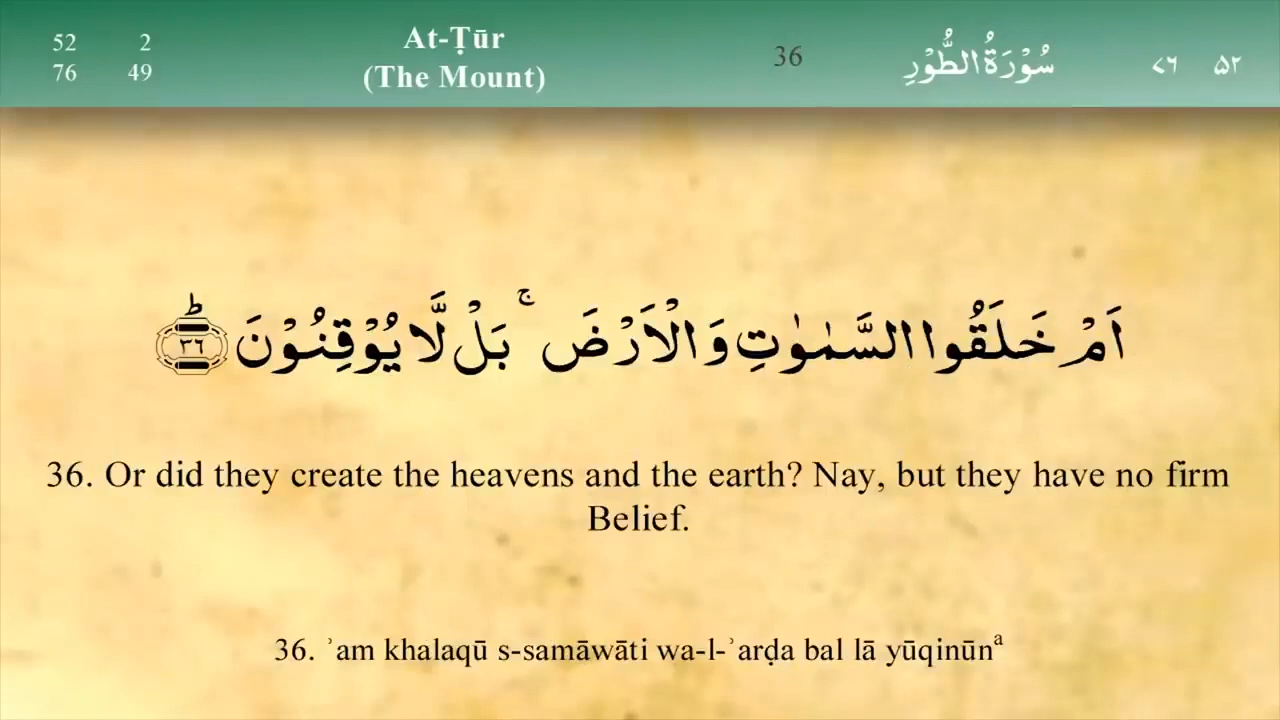 52 2
76 49
At-Ṭūr
(The Mount)
36
سُوْرَةُ الطُّوْرِ
٧٦ ۵۲
اَمْ خَلَقُوا السَّمٰوٰتِ وَالْاَرْضَ ۚ بَلْ لَّا يُوْقِنُوْنَ ؕ ٣٦
36. Or did they create the heavens and the earth? Nay, but they have no firm
Belief.
36. ʾam khalaqū s-samāwāti wa-l-ʾarḍa bal lā yūqinūnᵃ